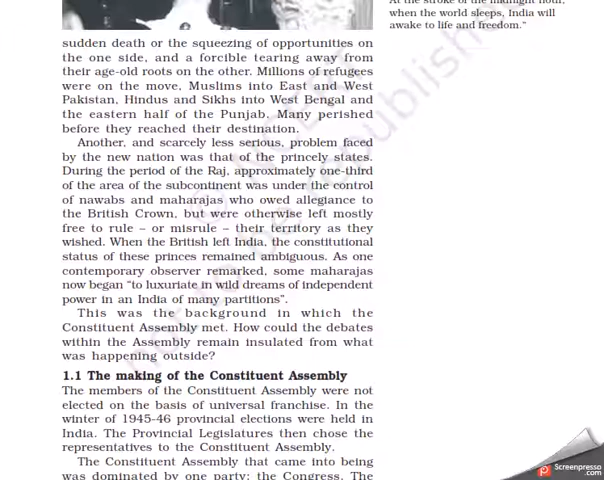 At the stroke of the midnight hour,
when the world sleeps, India will
awake to life and freedom."
sudden death or the squeezing of opportunities on
the one side, and a forcible tearing away from
their age-old roots on the other. Millions of refugees
were on the move, Muslims into East and West
Pakistan, Hindus and Sikhs into West Bengal and
the eastern half of the Punjab. Many perished
before they reached their destination.
Another, and scarcely less serious, problem faced
by the new nation was that of the princely states.
During the period of the Raj, approximately one-third
of the area of the subcontinent was under the control
of nawabs and maharajas who owed allegiance to
the British Crown, but were otherwise left mostly
free to rule – or misrule – their territory as they
wished. When the British left India, the constitutional
status of these princes remained ambiguous. As one
contemporary observer remarked, some maharajas
now began "to luxuriate in wild dreams of independent
power in an India of many partitions".
This was the background in which the
Constituent Assembly met. How could the debates
within the Assembly remain insulated from what
was happening outside?
1.1 The making of the Constituent Assembly
The members of the Constituent Assembly were not
elected on the basis of universal franchise. In the
winter of 1945-46 provincial elections were held in
India. The Provincial Legislatures then chose the
representatives to the Constituent Assembly.
The Constituent Assembly that came into being
was dominated by one party: the Congress. The
not to be republished
Screenpresso
.com